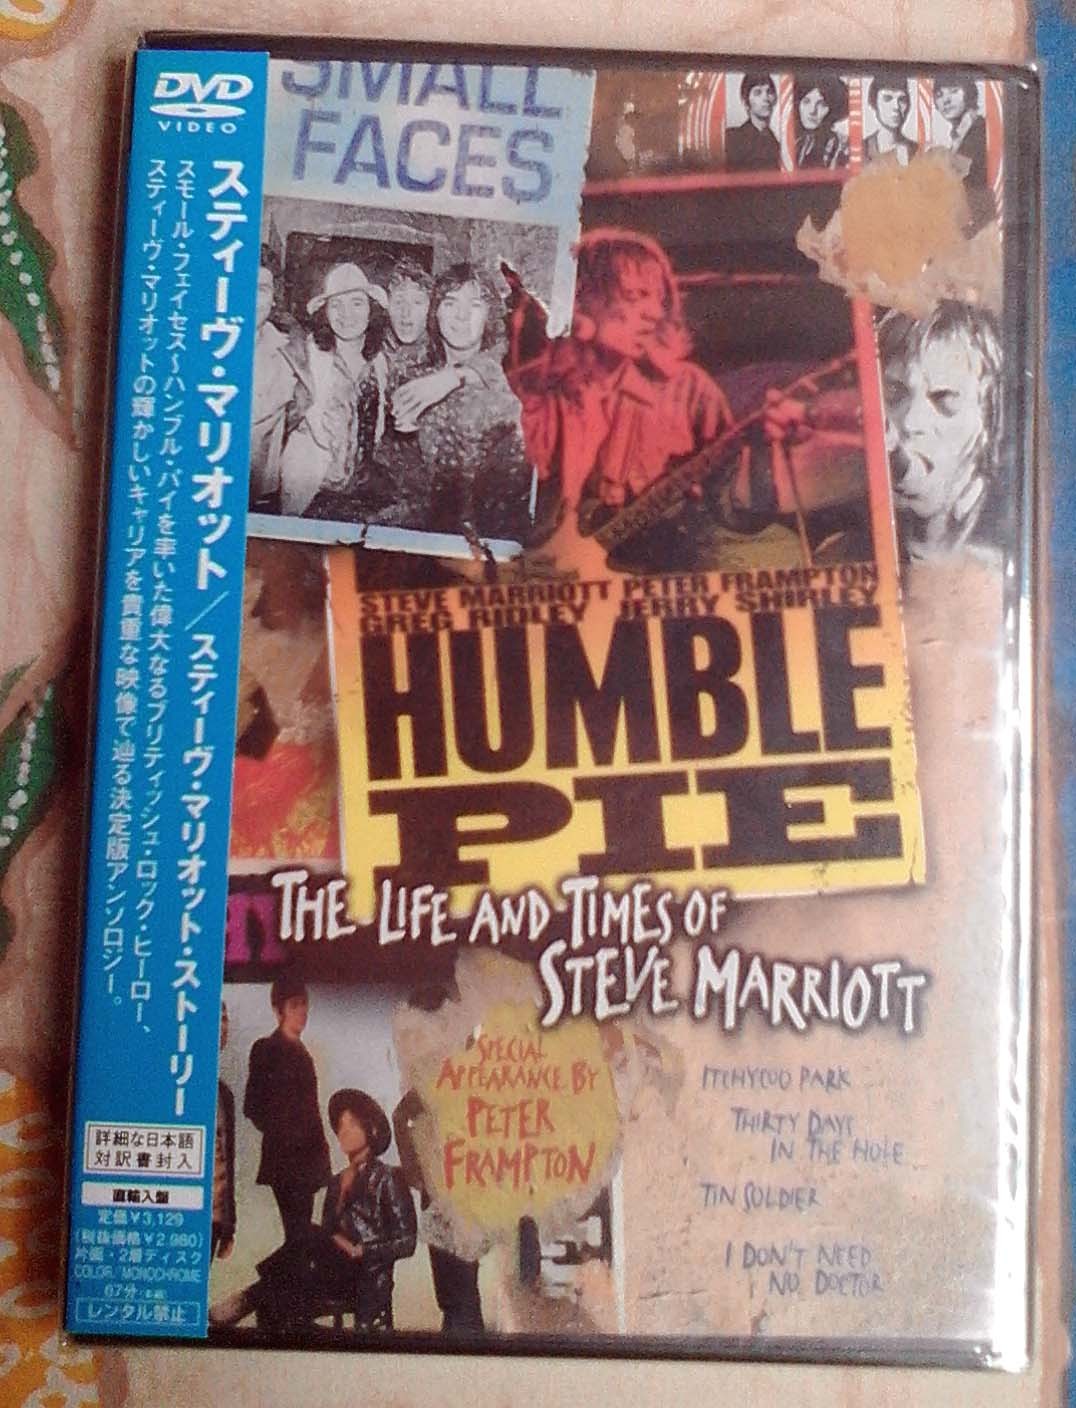 DVD
VIDEO
スティーヴ・マリオット／スティーヴ・マリオット・ストーリー
スモール・フェイセス〜ハンブル・パイを率いた偉大なるブリティッシュ・ロック・ヒーロー、
スティーヴ・マリオットの輝かしいキャリアを貴重な映像で辿る決定版アンソロジー。
詳細な日本語
対訳書封入
直輸入盤
定価¥3,129
(税抜価格¥2,980)
片面・2層ディスク
COLOR／MONOCHROME
67分
レンタル禁止
SMALL
FACES
STEVE MARRIOTT PETER FRAMPTON
GREG RIDLEY JERRY SHIRLEY
HUMBLE
PIE
THE LIFE AND TIMES OF
STEVE MARRIOTT
SPECIAL
APPEARANCE BY
PETER
FRAMPTON
ITCHYCOO PARK
THIRTY DAYS
IN THE HOLE
TIN SOLDIER
I DON'T NEED
NO DOCTOR